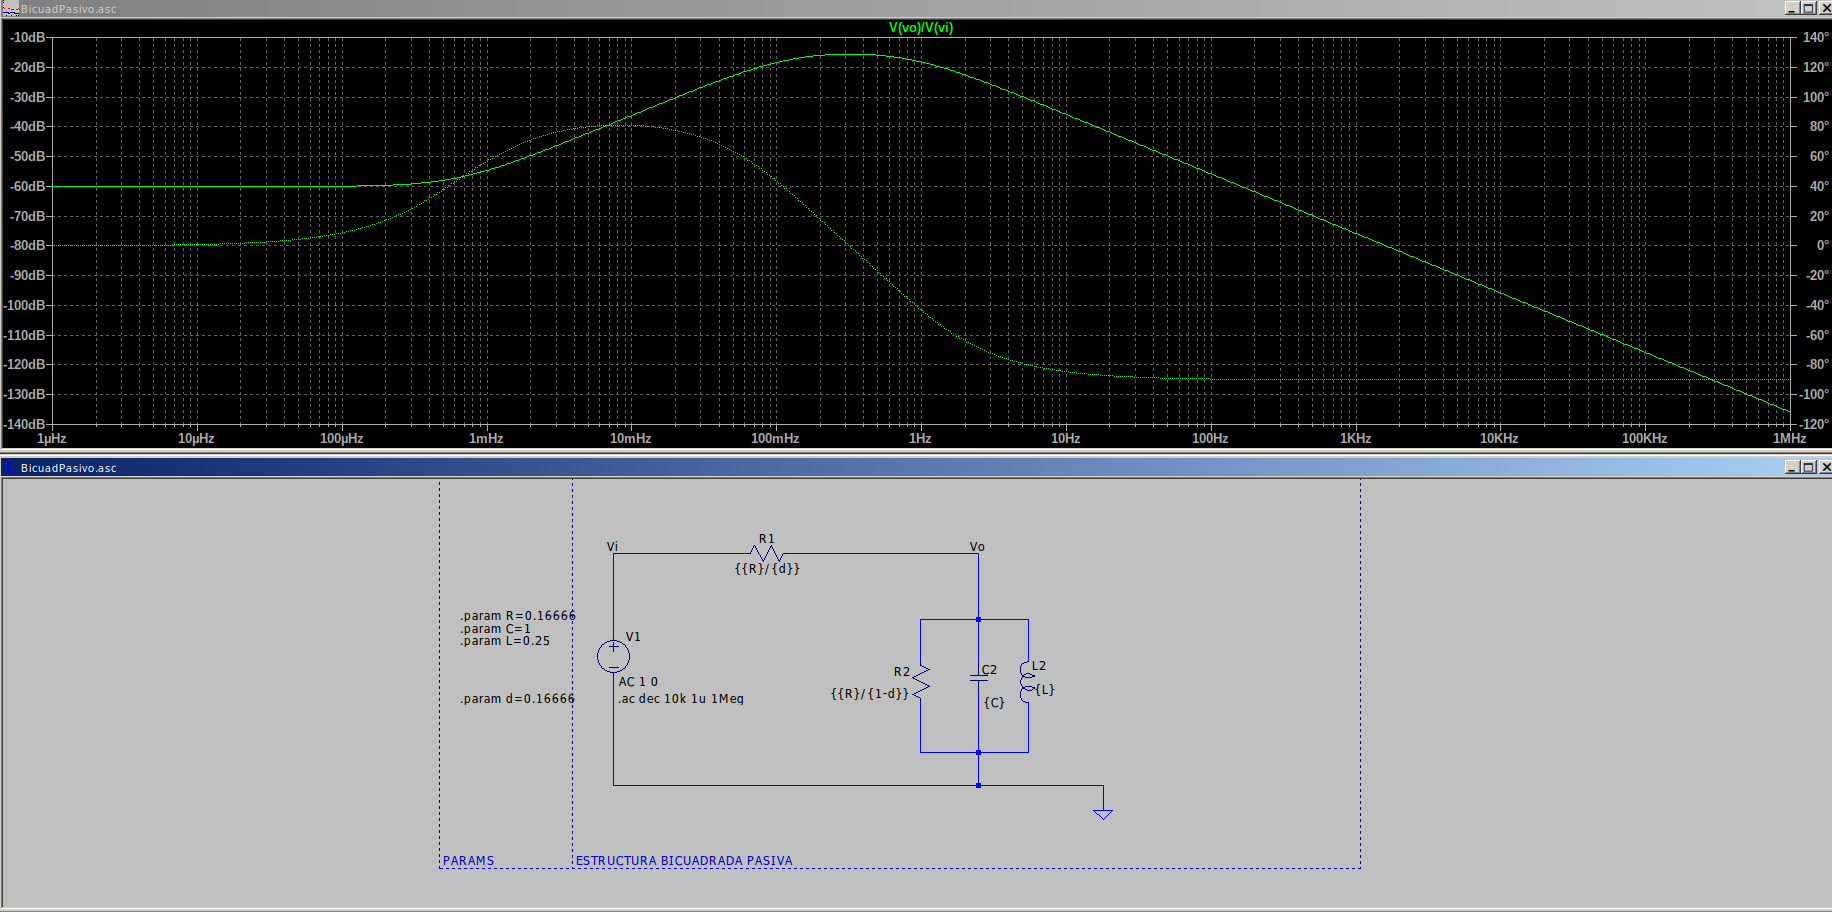 BicuadPasivo.asc
V(vo)/V(vi)
-10dB
-20dB
-30dB
-40dB
-50dB
-60dB
-70dB
-80dB
-90dB
-100dB
-110dB
-120dB
-130dB
-140dB
140°
120°
100°
80°
60°
40°
20°
0°
-20°
-40°
-60°
-80°
-100°
-120°
1µHz 10µHz 100µHz 1mHz 10mHz 100mHz 1Hz 10Hz 100Hz 1KHz 10KHz 100KHz 1MHz
BicuadPasivo.asc
Vi
R1
Vo
{{R}/{d}}
.param R=0.16666
.param C=1
.param L=0.25
V1
R2
C2
L2
AC 1 0
{{R}/{1-d}}
{L}
.param d=0.16666
.ac dec 10k 1u 1Meg
{C}
PARAMS
ESTRUCTURA BICUADRADA PASIVA